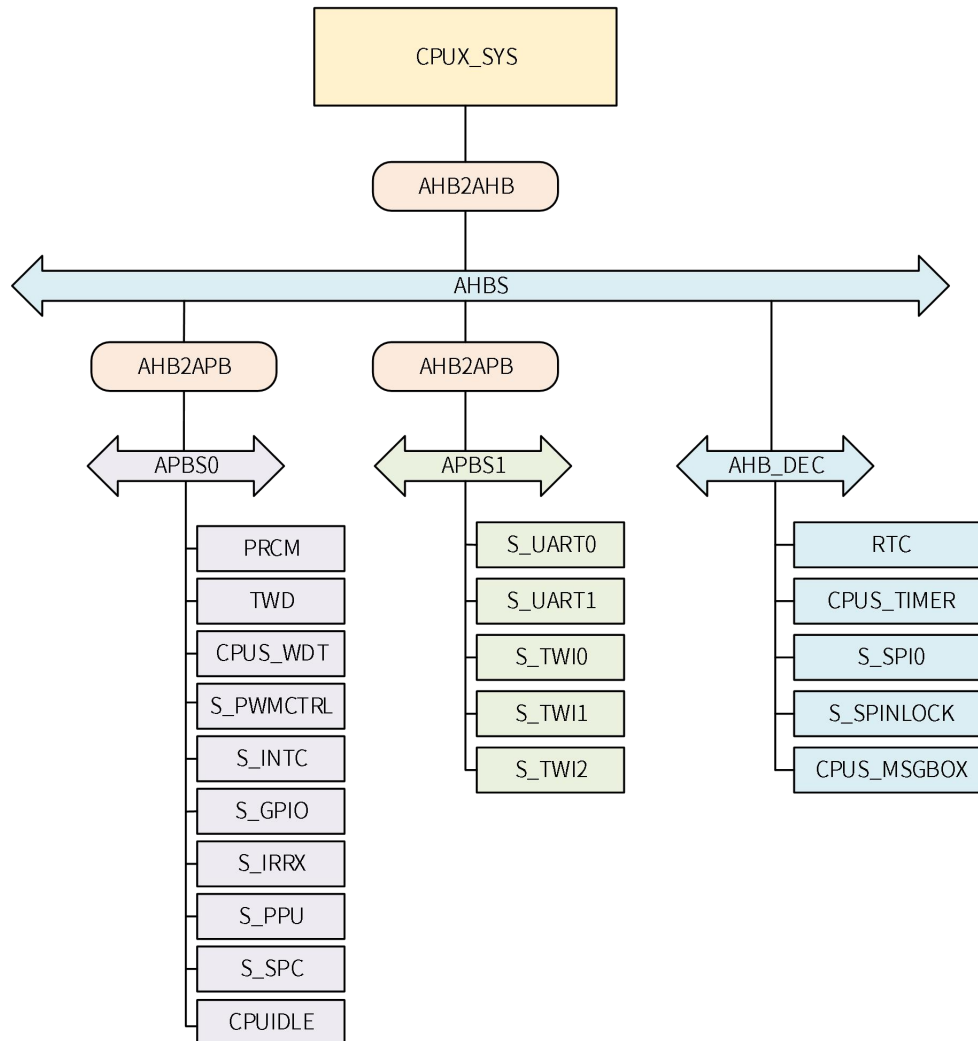 CPUX_SYS
AHB2AHB
AHBS
AHB2APB
AHB2APB
APBS0
APBS1
AHB_DEC
PRCM
TWD
CPUS_WDT
S_PWMCTRL
S_INTC
S_GPIO
S_IRRX
S_PPU
S_SPC
CPUIDLE
S_UART0
S_UART1
S_TWI0
S_TWI1
S_TWI2
RTC
CPUS_TIMER
S_SPI0
S_SPINLOCK
CPUS_MSGBOX